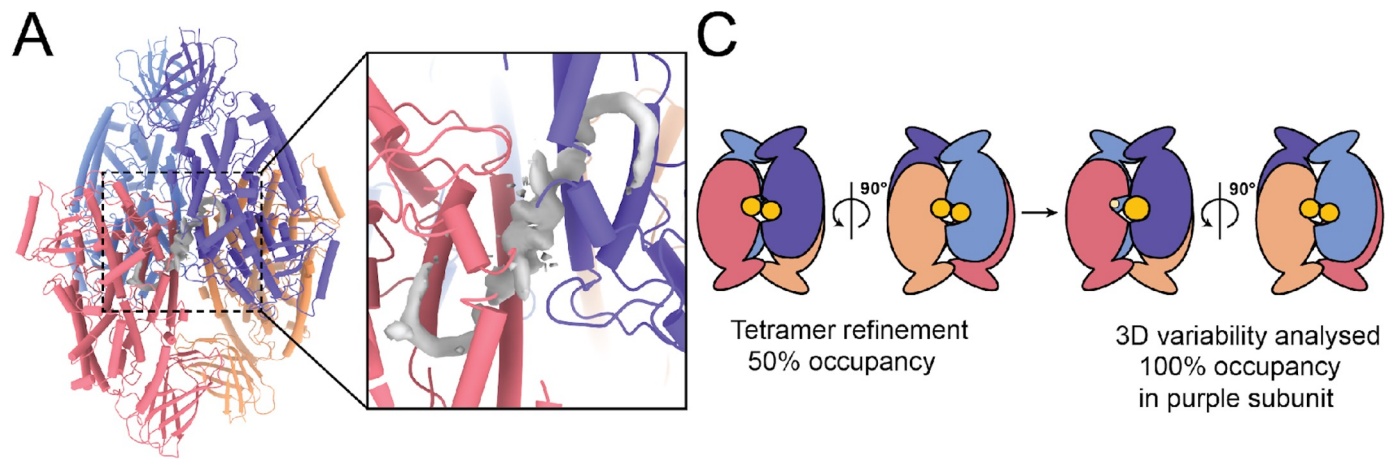 A
C
90°
90°
Tetramer refinement
50% occupancy
3D variability analysed
100% occupancy
in purple subunit